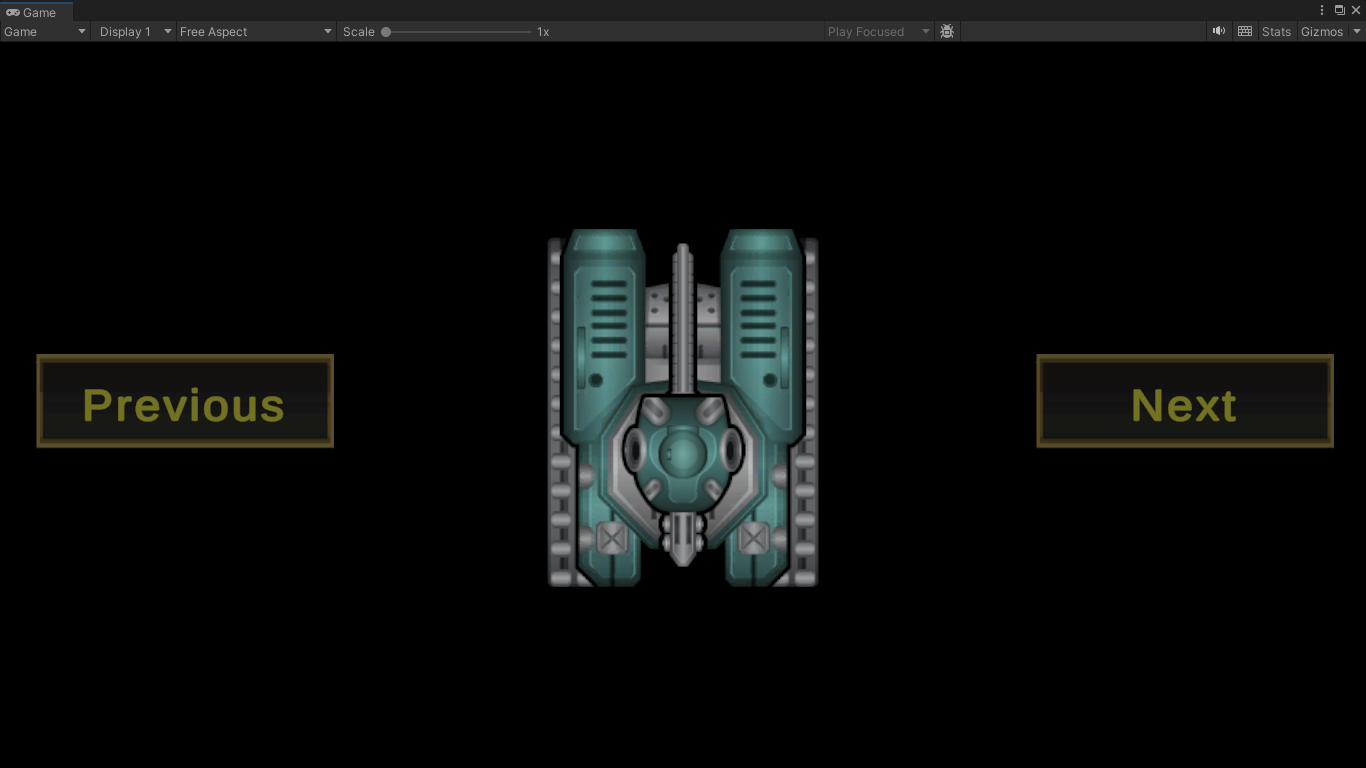 Game
Game Display 1 Free Aspect Scale 1x Play Focused Stats Gizmos
Previous Next